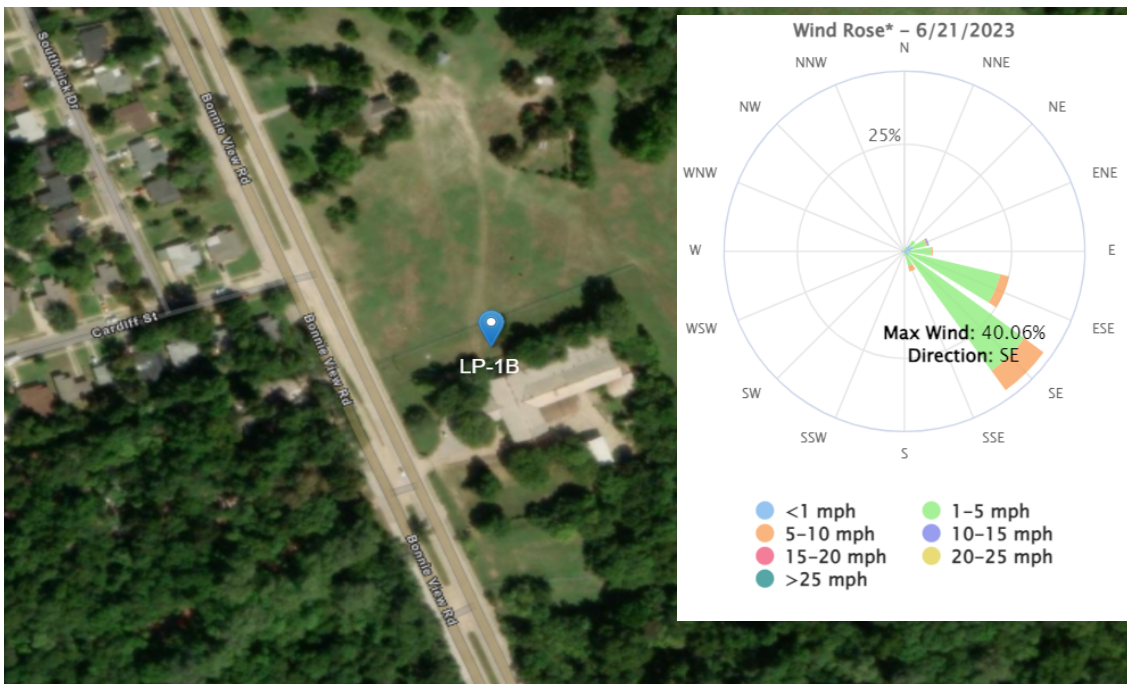 Southwick Dr
Bonnie View Rd
Cardiff St
Bonnie View Rd
LP-1B
Bonnie View Rd
Wind Rose* – 6/21/2023
N
NNW
NNE
NW
NE
25%
WNW
ENE
W
E
WSW
ESE
Max Wind: 40.06%
Direction: SE
SW
SE
SSW
SSE
S
<1 mph
1–5 mph
5–10 mph
10–15 mph
15–20 mph
20–25 mph
>25 mph